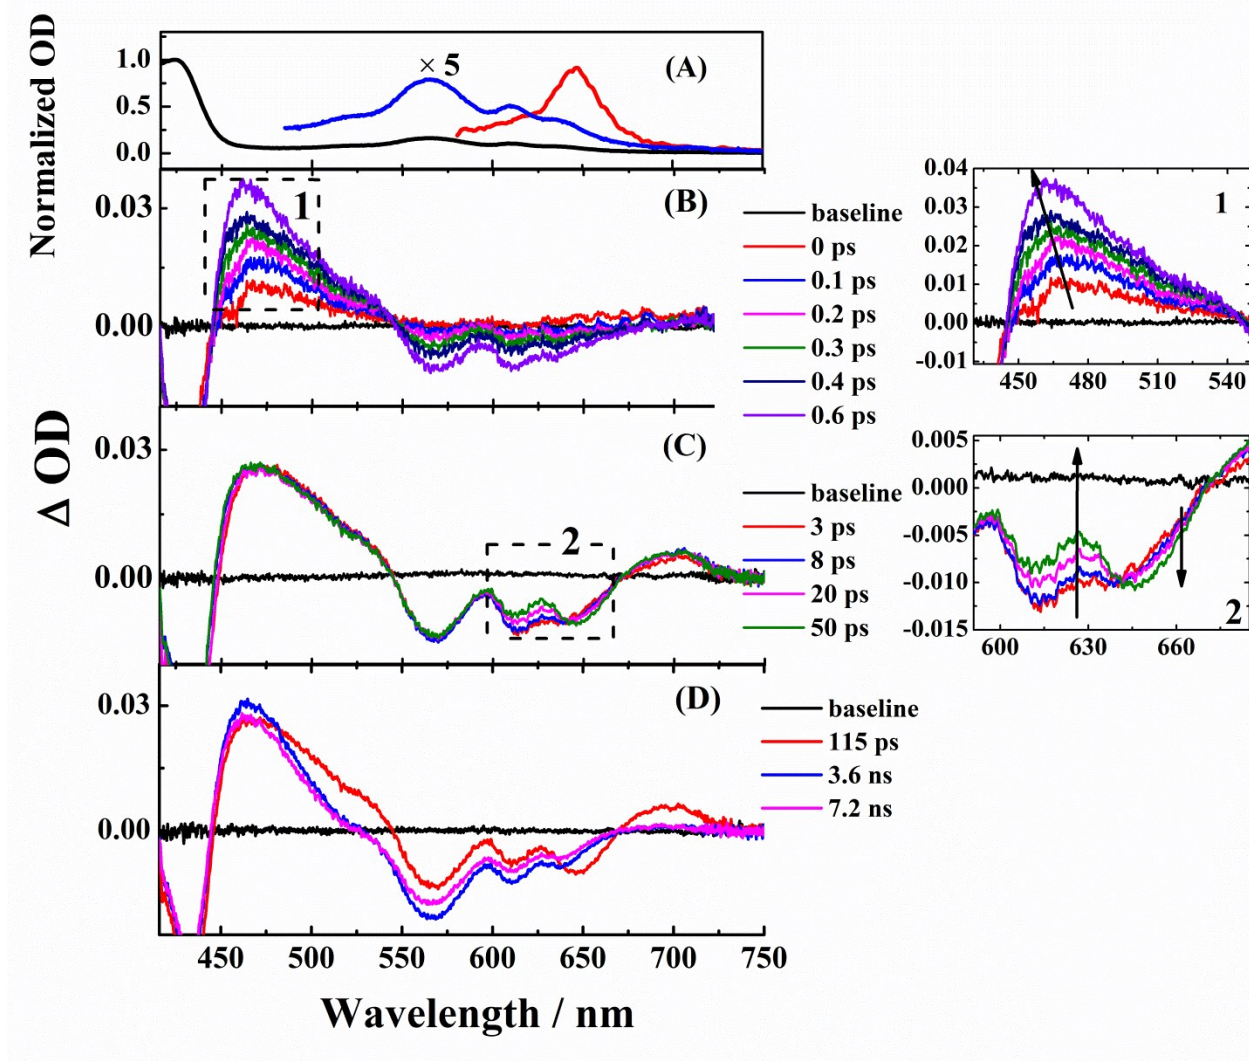 Normalized OD
1.0
0.5
0.0
× 5
(A)
0.03
0.00
1
(B)
baseline
0 ps
0.1 ps
0.2 ps
0.3 ps
0.4 ps
0.6 ps
0.04
0.03
0.02
0.01
0.00
-0.01
1
450 480 510 540
Δ OD
0.03
0.00
2
(C)
baseline
3 ps
8 ps
20 ps
50 ps
0.005
0.000
-0.005
-0.010
-0.015
2
600 630 660
0.03
0.00
(D)
baseline
115 ps
3.6 ns
7.2 ns
450 500 550 600 650 700 750
Wavelength / nm